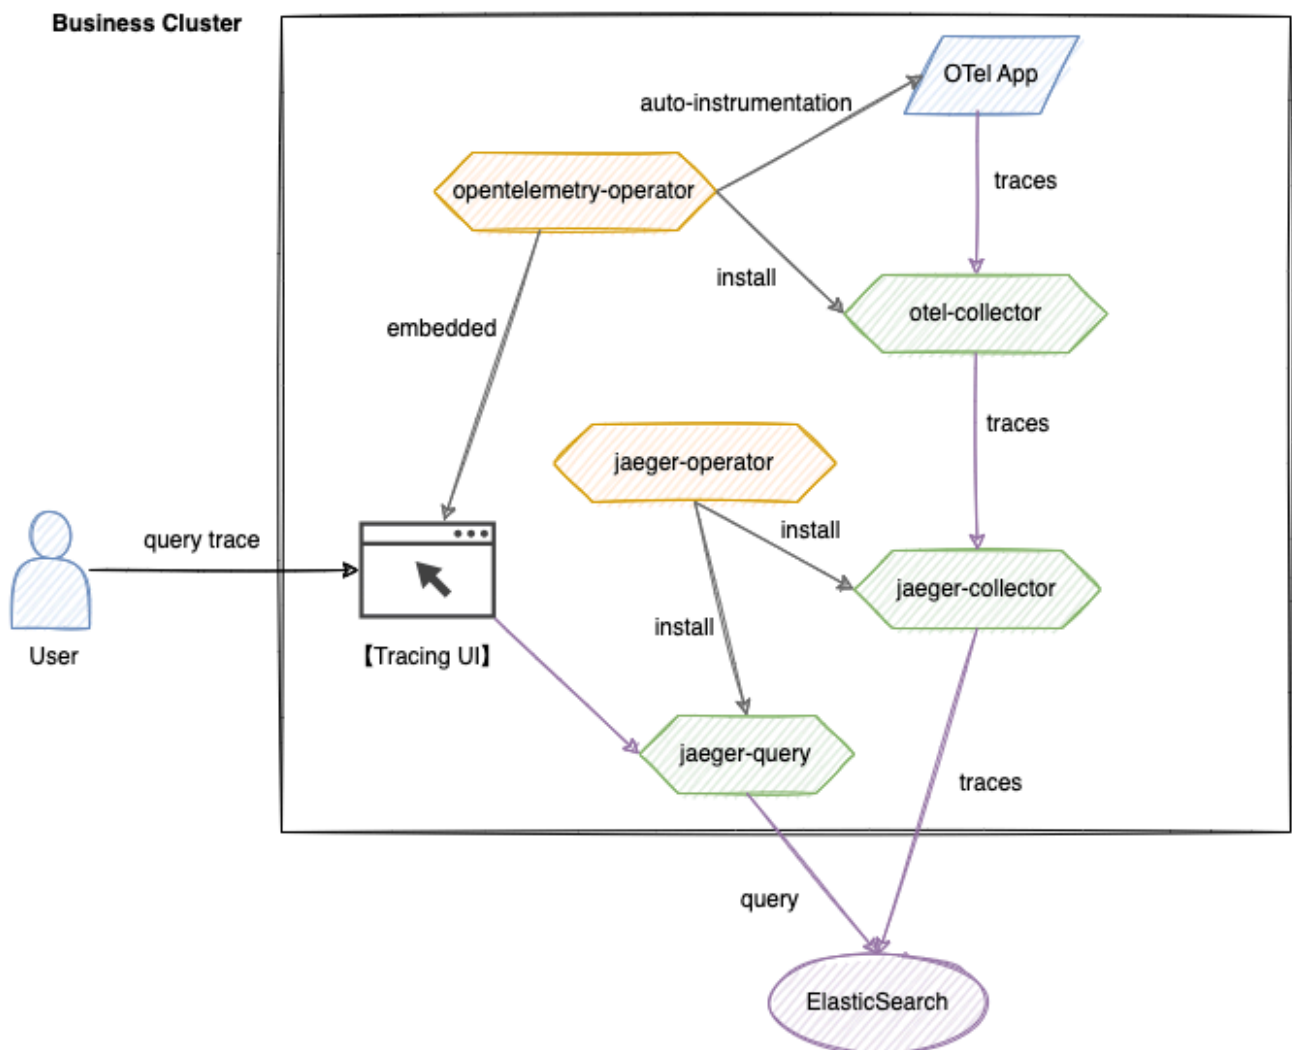 Business Cluster
OTel App
auto-instrumentation
opentelemetry-operator
traces
install
otel-collector
embedded
traces
jaeger-operator
install
query trace
jaeger-collector
install
User
【Tracing UI】
jaeger-query
traces
query
ElasticSearch